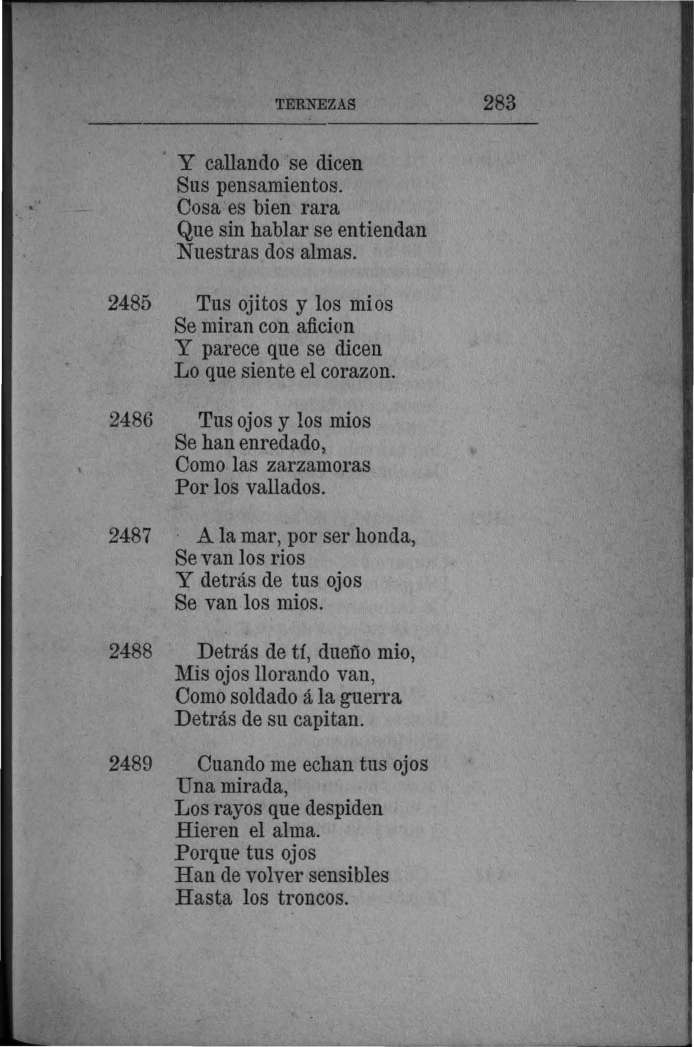 TERNEZAS 283
Y callando se dicen
Sus pensamientos.
Cosa es bien rara
Que sin hablar se entiendan
Nuestras dos almas.
2485 Tus ojitos y los mios
Se miran con aficion
Y parece que se dicen
Lo que siente el corazon.
2486 Tus ojos y los mios
Se han enredado,
Como las zarzamoras
Por los vallados.
2487 A la mar, por ser honda,
Se van los rios
Y detrás de tus ojos
Se van los mios.
2488 Detrás de tí, dueño mio,
Mis ojos llorando van,
Como soldado á la guerra
Detrás de su capitan.
2489 Cuando me echan tus ojos
Una mirada,
Los rayos que despiden
Hieren el alma.
Porque tus ojos
Han de volver sensibles
Hasta los troncos.